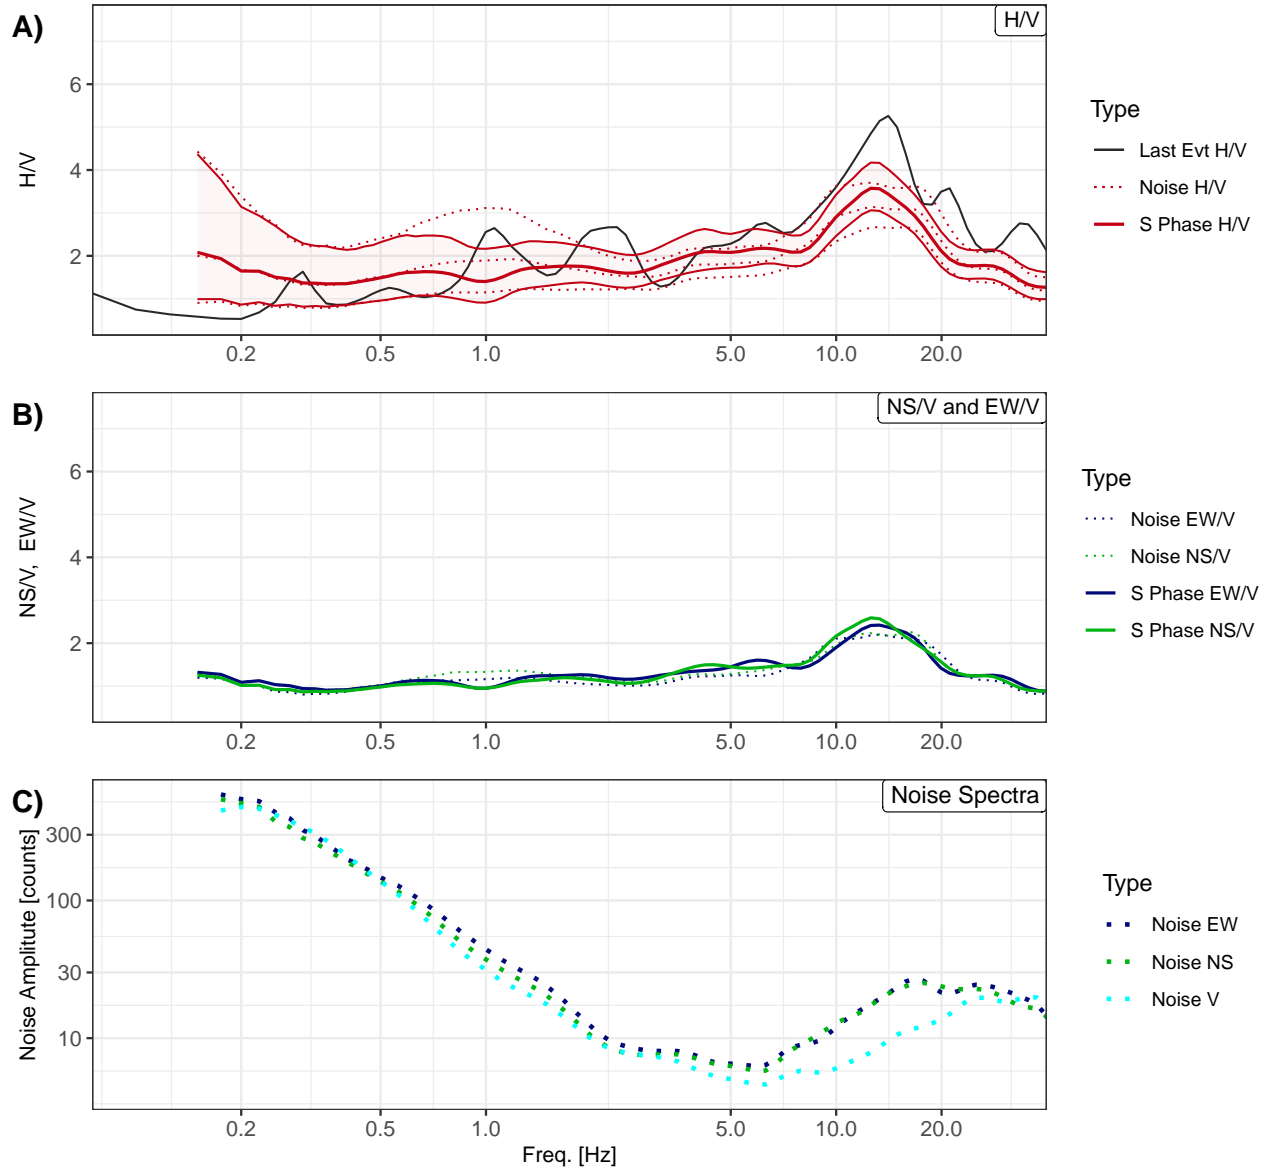 A)
H/V
6
4
2
H/V
0.2 0.5 1.0 5.0 10.0 20.0
Type
Last Evt H/V
Noise H/V
S Phase H/V
B)
NS/V and EW/V
6
4
2
NS/V, EW/V
0.2 0.5 1.0 5.0 10.0 20.0
Type
Noise EW/V
Noise NS/V
S Phase EW/V
S Phase NS/V
C)
Noise Spectra
300
100
30
10
Noise Amplitute [counts]
0.2 0.5 1.0 5.0 10.0 20.0
Freq. [Hz]
Type
Noise EW
Noise NS
Noise V